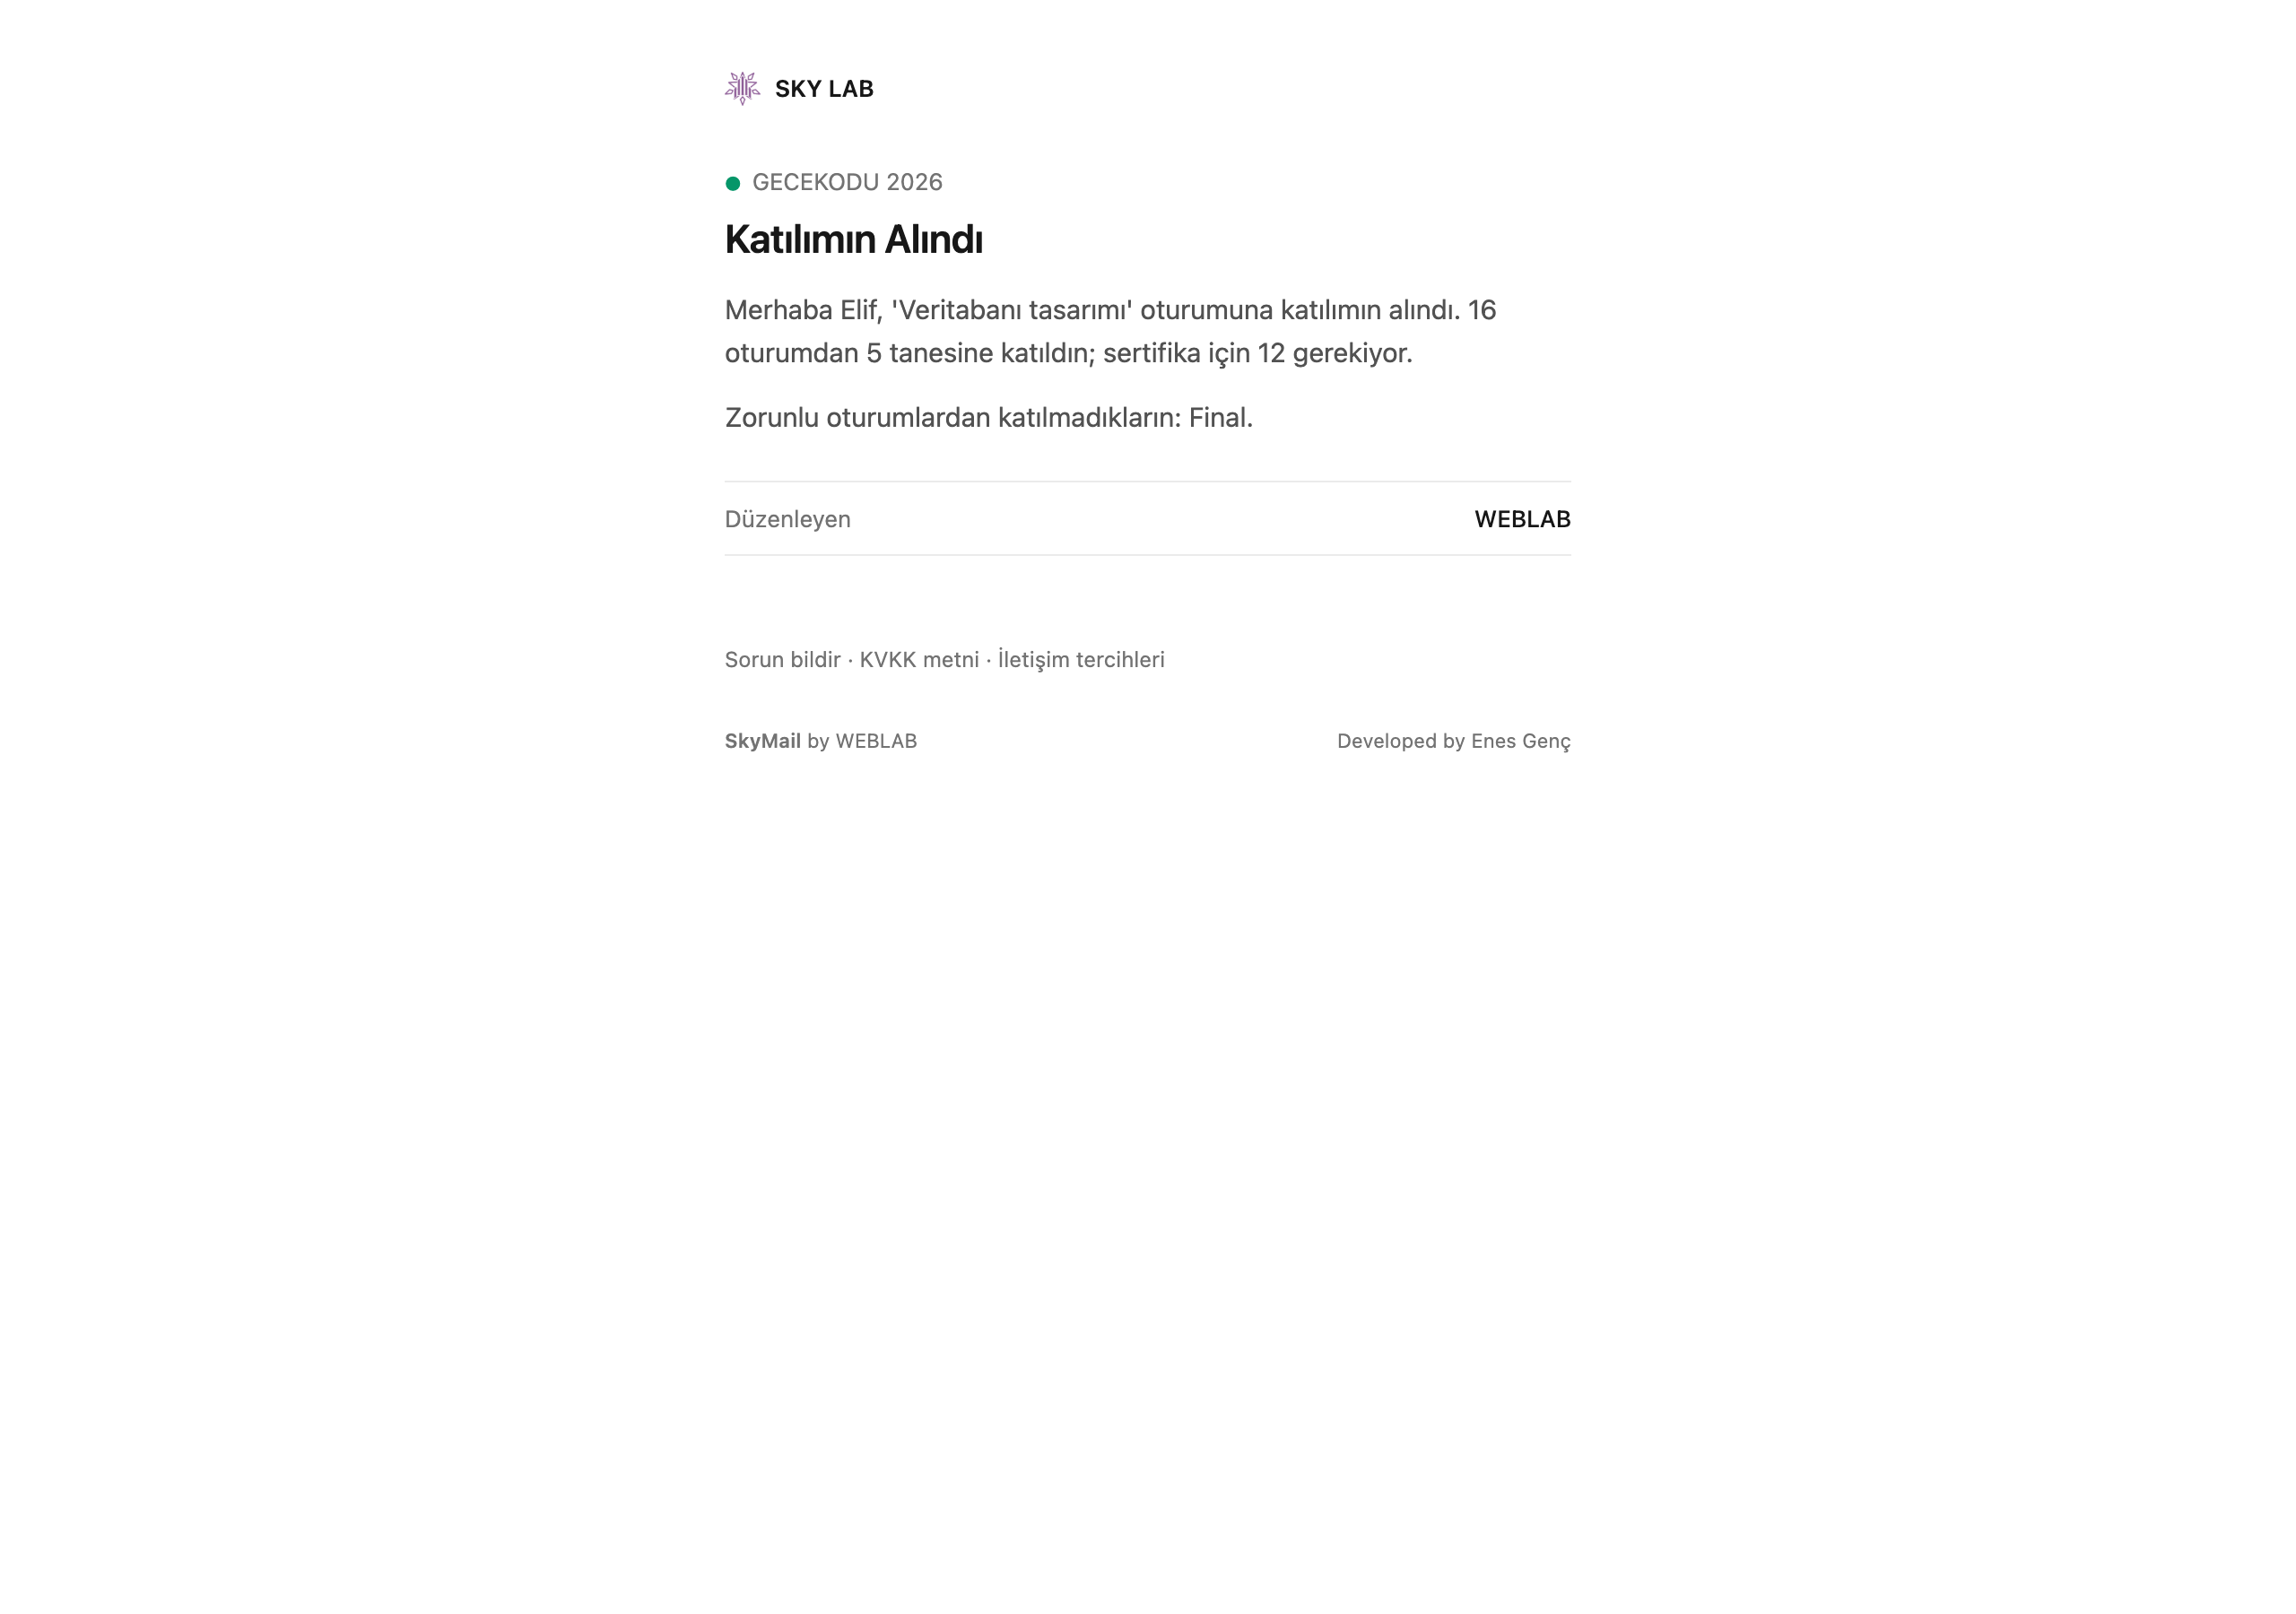 SKY LAB
GECEKODU 2026
Katılımın Alındı
Merhaba Elif, 'Veritabanı tasarımı' oturumuna katılımın alındı. 16
oturumdan 5 tanesine katıldın; sertifika için 12 gerekiyor.
Zorunlu oturumlardan katılmadıkların: Final.
Düzenleyen WEBLAB
Sorun bildir · KVKK metni · İletişim tercihleri
SkyMail by WEBLAB Developed by Enes Genç